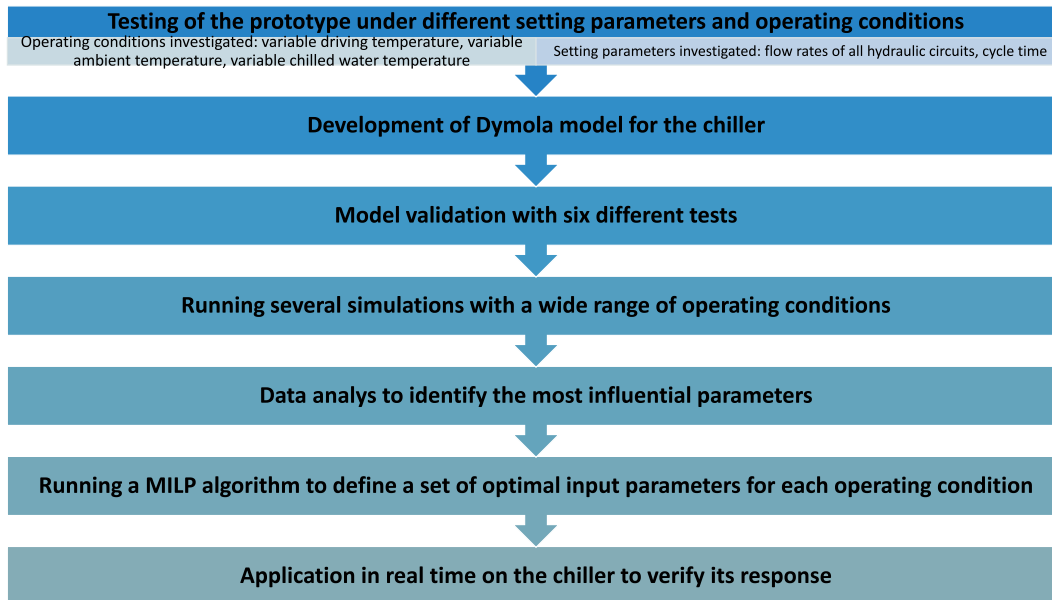 Testing of the prototype under different setting parameters and operating conditions
Operating conditions investigated: variable driving temperature, variable
ambient temperature, variable chilled water temperature
Setting parameters investigated: flow rates of all hydraulic circuits, cycle time
Development of Dymola model for the chiller
Model validation with six different tests
Running several simulations with a wide range of operating conditions
Data analys to identify the most influential parameters
Running a MILP algorithm to define a set of optimal input parameters for each operating condition
Application in real time on the chiller to verify its response